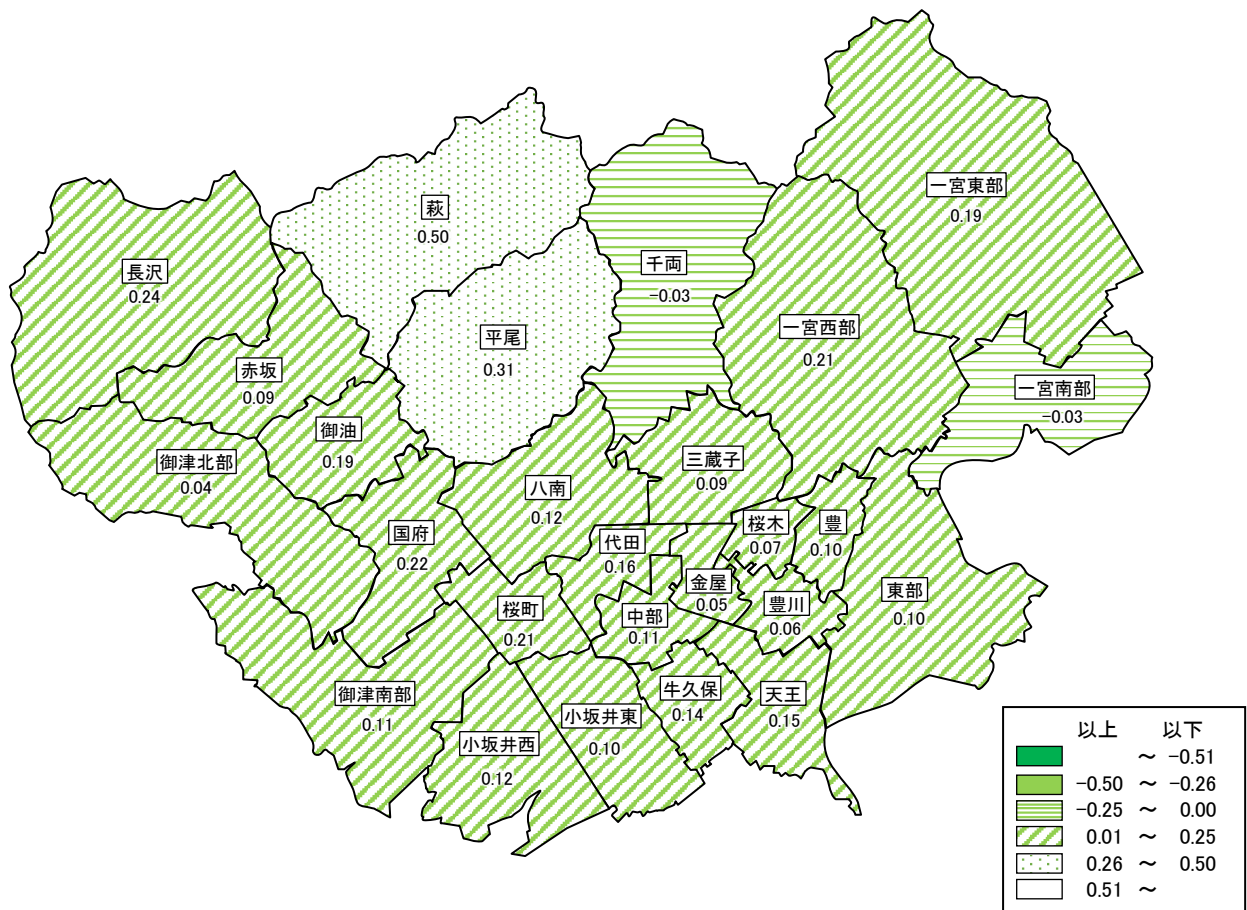 一宮東部
0.19
萩
0.50
千両
-0.03
長沢
0.24
一宮西部
0.21
平尾
0.31
赤坂
0.09
一宮南部
-0.03
御油
0.19
御津北部
0.04
三蔵子
0.09
八南
0.12
国府
0.22
桜木
0.07
豊
0.10
代田
0.16
金屋
0.05
東部
0.10
豊川
0.06
桜町
0.21
中部
0.11
御津南部
0.11
牛久保
0.14
天王
0.15
小坂井東
0.10
小坂井西
0.12
以上 以下
～ -0.51
-0.50 ～ -0.26
-0.25 ～ 0.00
0.01 ～ 0.25
0.26 ～ 0.50
0.51 ～